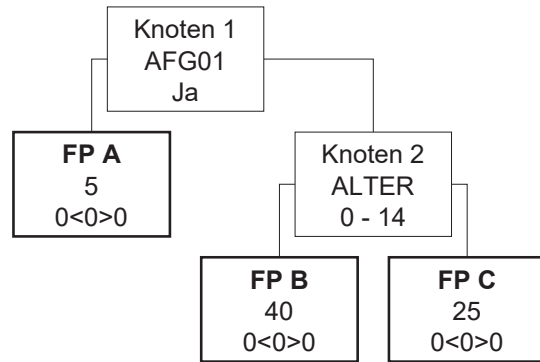 Knoten 1
AFG01
Ja
FP A
5
0<0>0
Knoten 2
ALTER
0 - 14
FP B
40
0<0>0
FP C
25
0<0>0